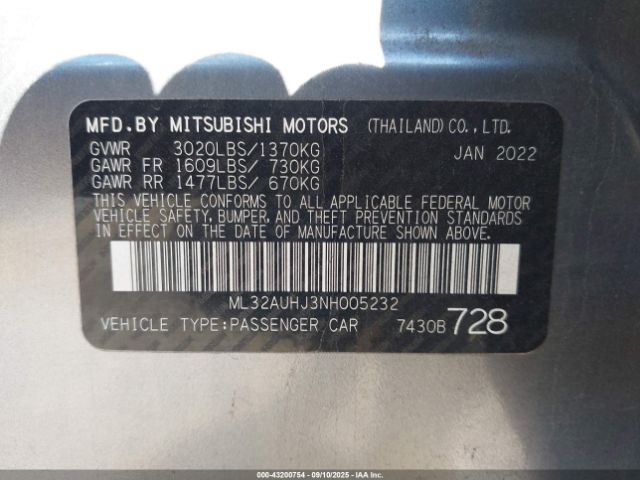 MFD. BY MITSUBISHI MOTORS (THAILAND) CO., LTD.
GVWR 3020LBS/1370KG JAN 2022
GAWR FR 1609LBS/ 730KG
GAWR RR 1477LBS/ 670KG
THIS VEHICLE CONFORMS TO ALL APPLICABLE FEDERAL MOTOR
VEHICLE SAFETY, BUMPER, AND THEFT PREVENTION STANDARDS
IN EFFECT ON THE DATE OF MANUFACTURE SHOWN ABOVE.
ML32AUHJ3NH005232
VEHICLE TYPE:PASSENGER CAR 7430B 728
000-43200754 - 09/10/2025 - IAA Inc.